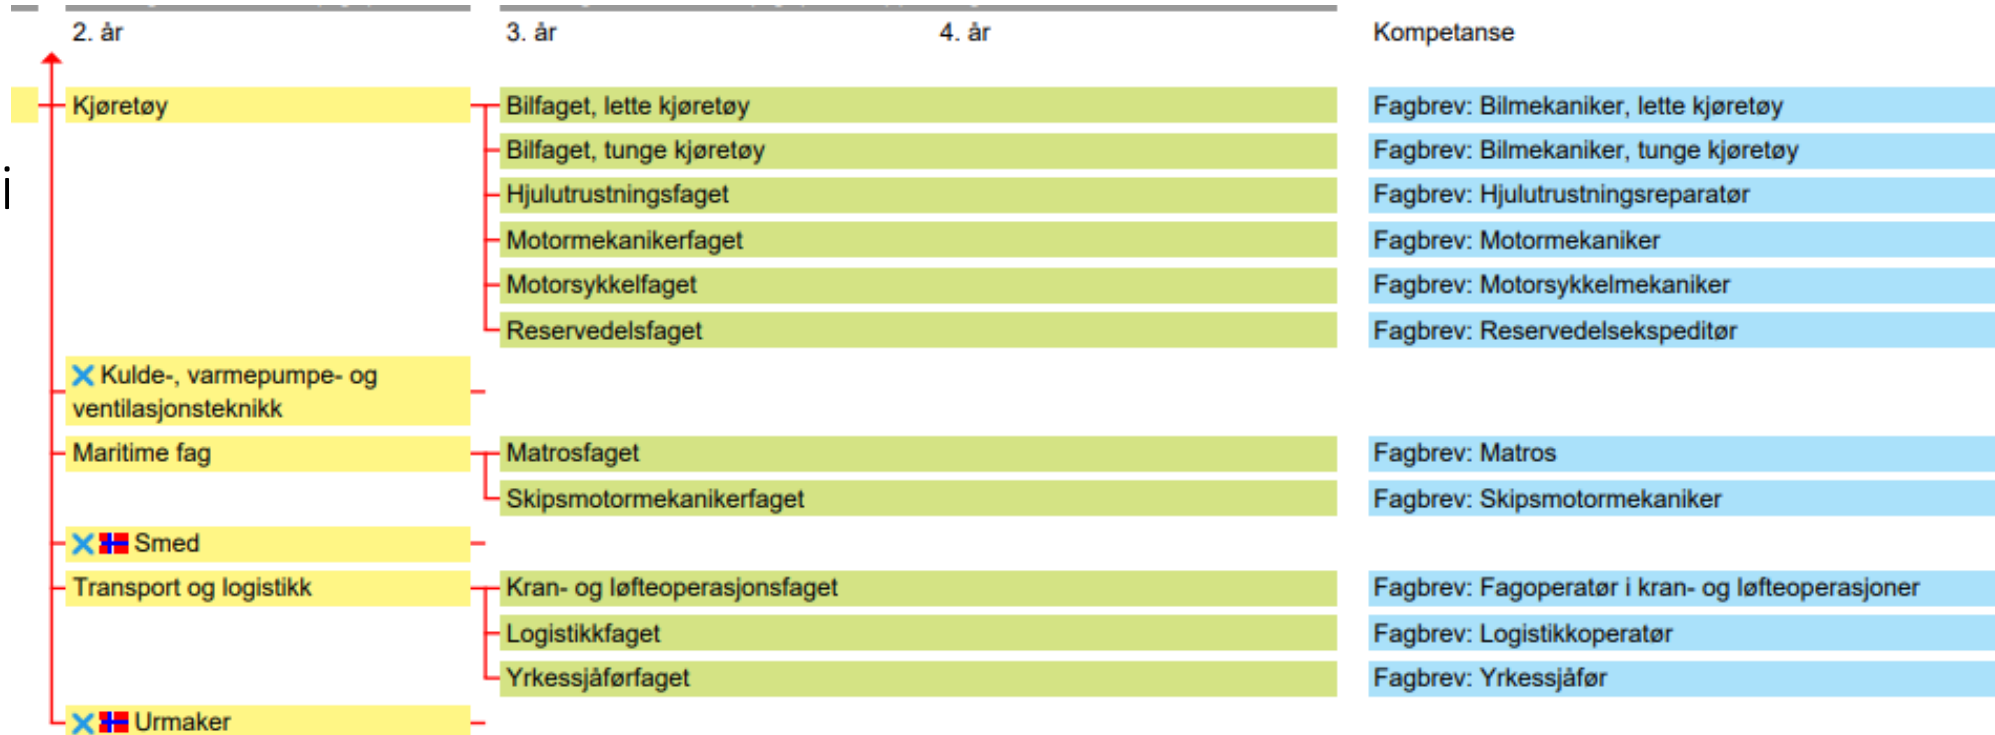 2. år 3. år 4. år Kompetanse
Kjøretøy Bilfaget, lette kjøretøy Fagbrev: Bilmekaniker, lette kjøretøy
Bilfaget, tunge kjøretøy Fagbrev: Bilmekaniker, tunge kjøretøy
i Hjulutrustningsfaget Fagbrev: Hjulutrustningsreparatør
Motormekanikerfaget Fagbrev: Motormekaniker
Motorsykkelfaget Fagbrev: Motorsykkelmekaniker
Reservedelsfaget Fagbrev: Reservedelsekspeditør
Kulde-, varmepumpe- og
ventilasjonsteknikk
Maritime fag Matrosfaget Fagbrev: Matros
Skipsmotormekanikerfaget Fagbrev: Skipsmotormekaniker
Smed
Transport og logistikk Kran- og løfteoperasjonsfaget Fagbrev: Fagoperatør i kran- og løfteoperasjoner
Logistikkfaget Fagbrev: Logistikkoperatør
Yrkessjåførfaget Fagbrev: Yrkessjåfør
Urmaker